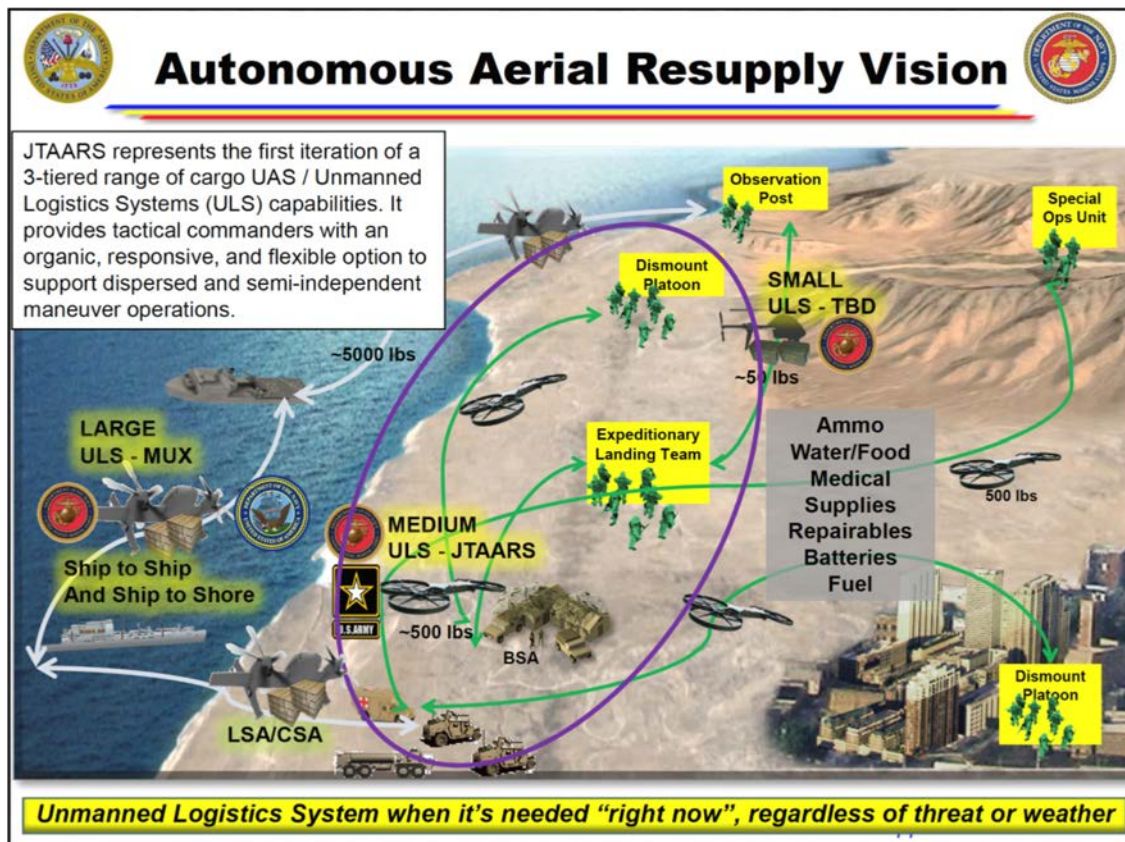 Autonomous Aerial Resupply Vision
JTAARS represents the first iteration of a
3-tiered range of cargo UAS / Unmanned
Logistics Systems (ULS) capabilities. It
provides tactical commanders with an
organic, responsive, and flexible option to
support dispersed and semi-independent
maneuver operations.
Observation
Post
Special
Ops Unit
Dismount
Platoon
SMALL
ULS - TBD
~50 lbs
~5000 lbs
LARGE
ULS - MUX
Ship to Ship
And Ship to Shore
Expeditionary
Landing Team
Ammo
Water/Food
Medical
Supplies
Repairables
Batteries
Fuel
500 lbs
MEDIUM
ULS - JTAARS
U.S.ARMY
~500 lbs
BSA
LSA/CSA
Dismount
Platoon
Unmanned Logistics System when it's needed “right now”, regardless of threat or weather